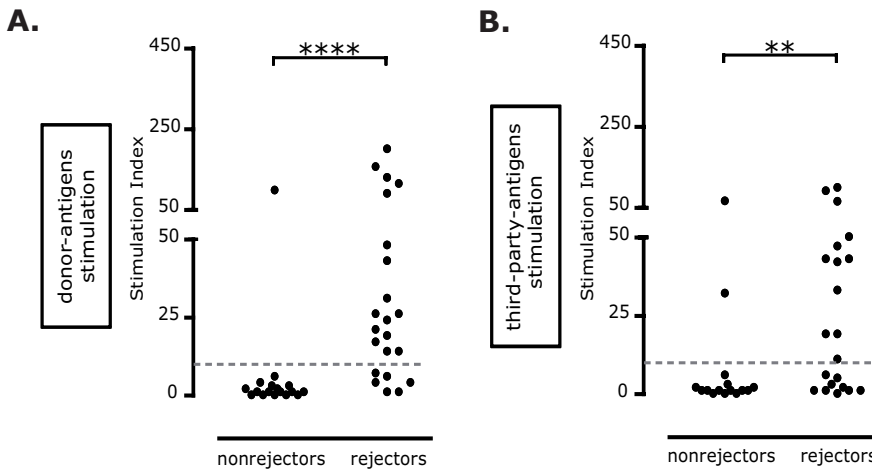 A.
donor-antigens
stimulation
Stimulation Index
450
250
50
50
25
0
****
nonrejectors rejectors
B.
third-party-antigens
stimulation
Stimulation Index
450
250
50
50
25
0
**
nonrejectors rejectors